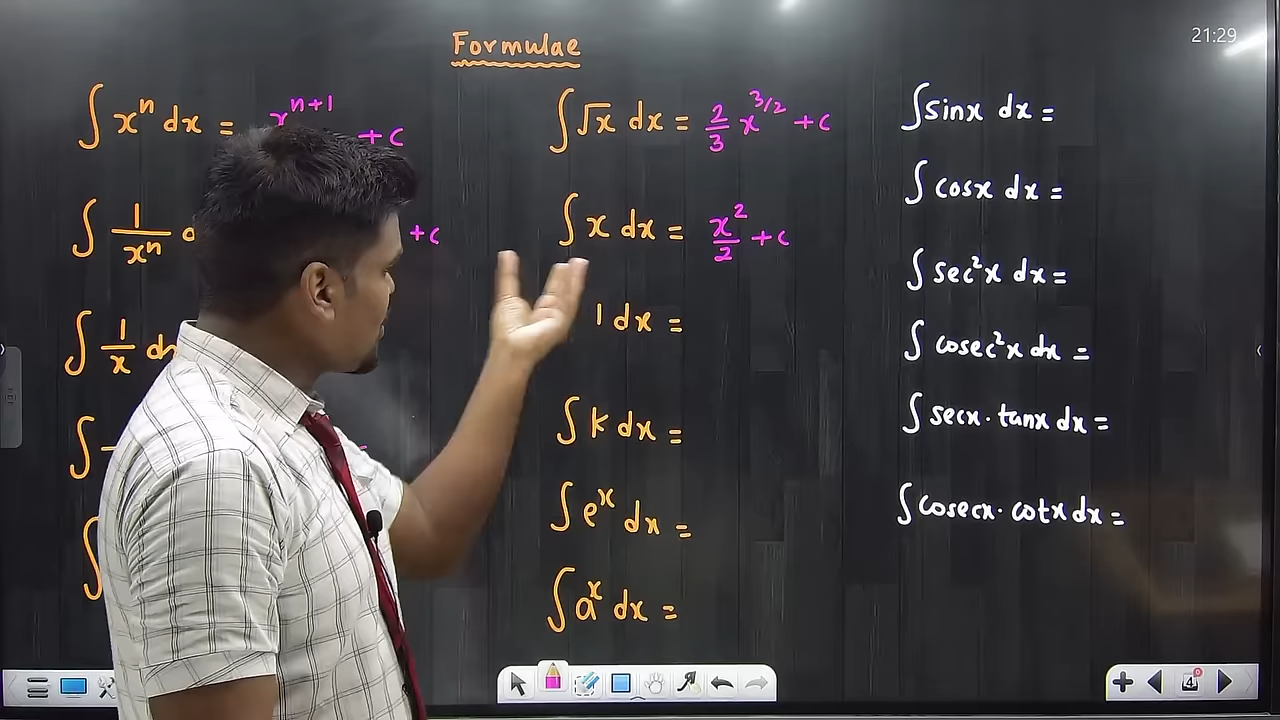 Formulae
21:29
∫ xⁿ dx = xⁿ⁺¹ + c
∫ 1/xⁿ + c
∫ 1/x dx
∫ √x dx = 2/3 x^3/2 + c
∫ x dx = x²/2 + c
1 dx =
∫ k dx =
∫ eˣ dx =
∫ aˣ dx =
∫ sinx dx =
∫ cosx dx =
∫ sec²x dx =
∫ cosec²x dx =
∫ secx · tanx dx =
∫ cosecx · cotx dx =
4